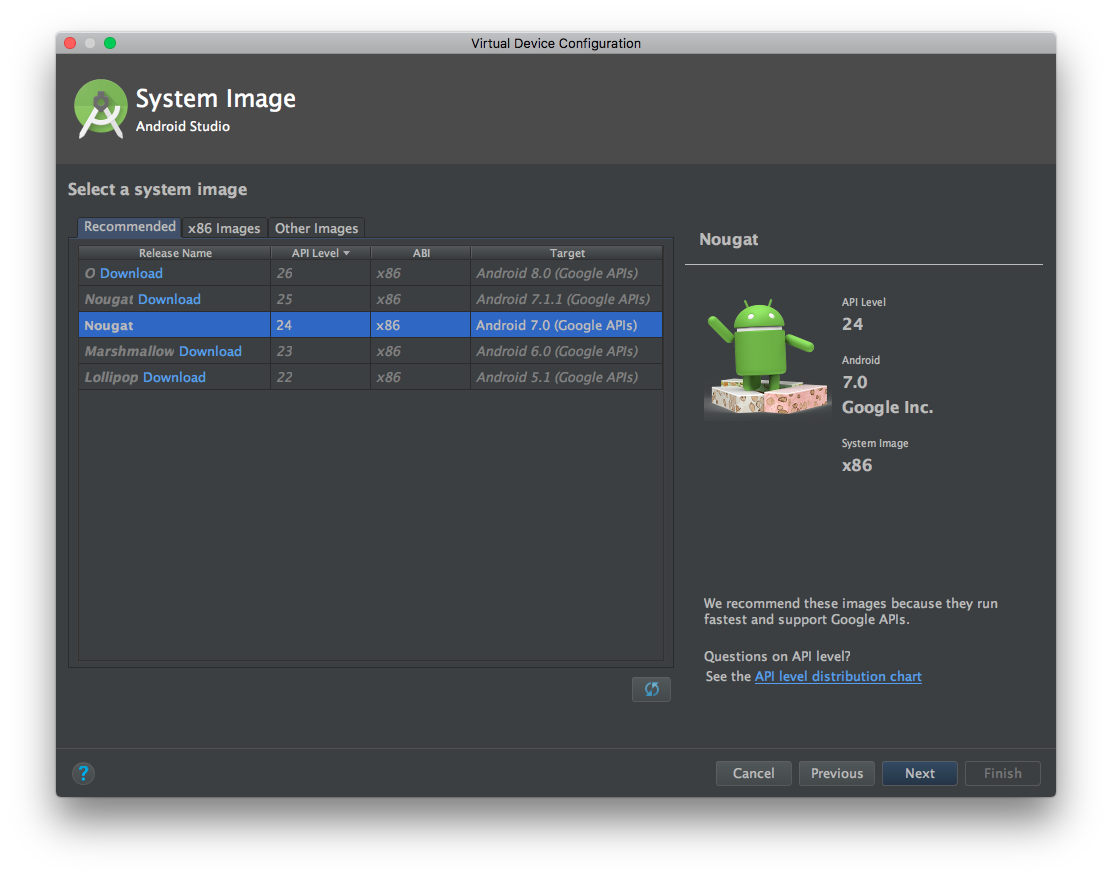 Virtual Device Configuration
System Image
Android Studio
Select a system image
Recommended x86 Images Other Images
Release Name API Level ABI Target
O Download 26 x86 Android 8.0 (Google APIs)
Nougat Download 25 x86 Android 7.1.1 (Google APIs)
Nougat 24 x86 Android 7.0 (Google APIs)
Marshmallow Download 23 x86 Android 6.0 (Google APIs)
Lollipop Download 22 x86 Android 5.1 (Google APIs)
Nougat
API Level
24
Android
7.0
Google Inc.
System Image
x86
We recommend these images because they run
fastest and support Google APIs.
Questions on API level?
See the API level distribution chart
? Cancel Previous Next Finish